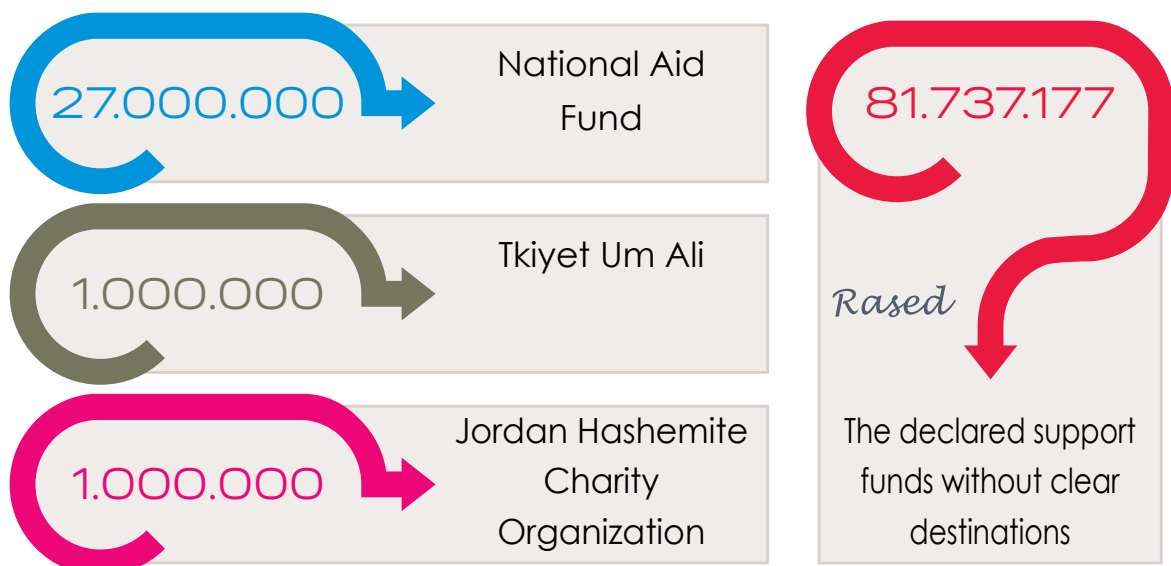 27.000.000
National Aid
Fund
1.000.000
Tkiyet Um Ali
1.000.000
Jordan Hashemite
Charity
Organization
81.737.177
Rased
The declared support
funds without clear
destinations